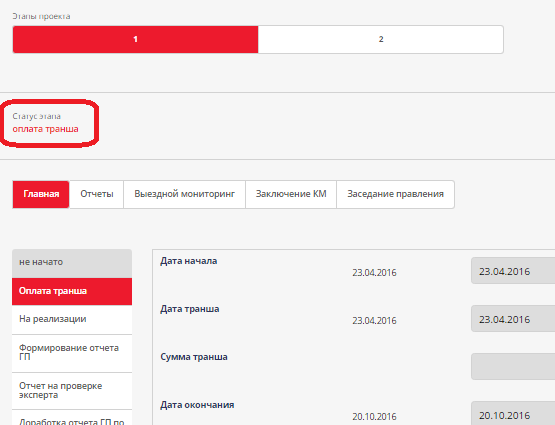 Этапы проекта
1 2
Статус этапа
оплата транша
Главная Отчеты Выездной мониторинг Заключение КМ Заседание правления
не начато
Оплата транша
На реализации
Формирование отчета
ГП
Отчет на проверке
эксперта
Доработка отчета ГП по
Дата начала
23.04.2016 23.04.2016
Дата транша
23.04.2016 23.04.2016
Сумма транша
Дата окончания
20.10.2016 20.10.2016